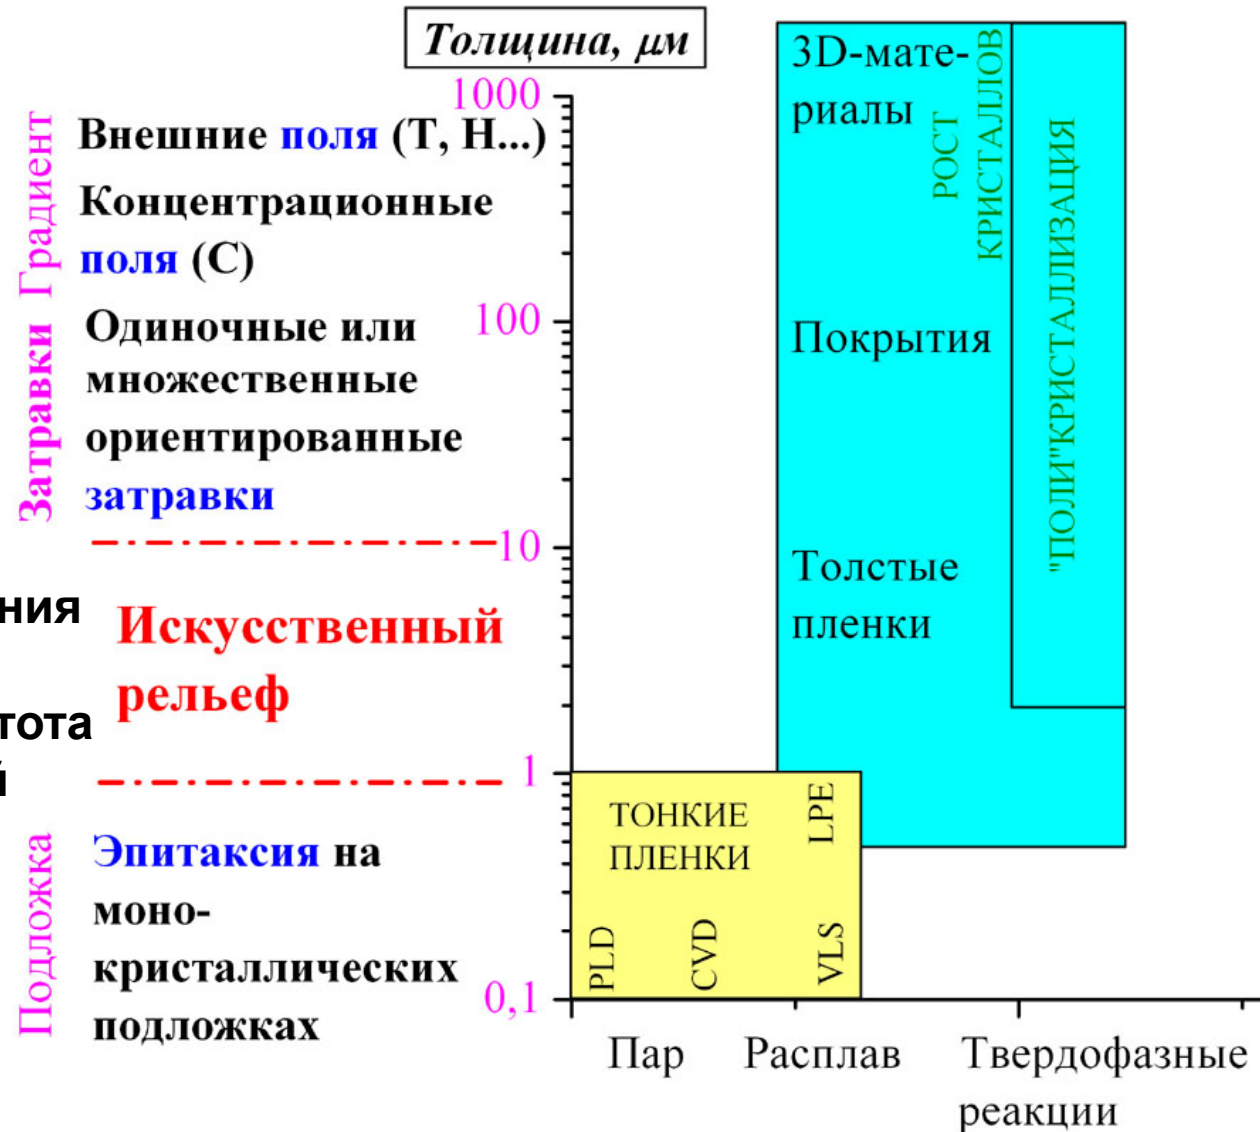 Толщина, μм
1000
100
10
1
0,1
Градиент
Внешние поля (T, H...)
Концентрационные
поля (C)
Затравки
Одиночные или
множественные
ориентированные
затравки
ния
Искусственный
рельеф
тота
й
Подложка
Эпитаксия на
моно-
кристаллических
подложках
3D-мате-
риалы
РОСТ
КРИСТАЛЛОВ
"ПОЛИ"КРИСТАЛЛИЗАЦИЯ
Покрытия
Толстые
пленки
ТОНКИЕ
ПЛЕНКИ
LPE
PLD
CVD
VLS
Пар
Расплав
Твердофазные
реакции